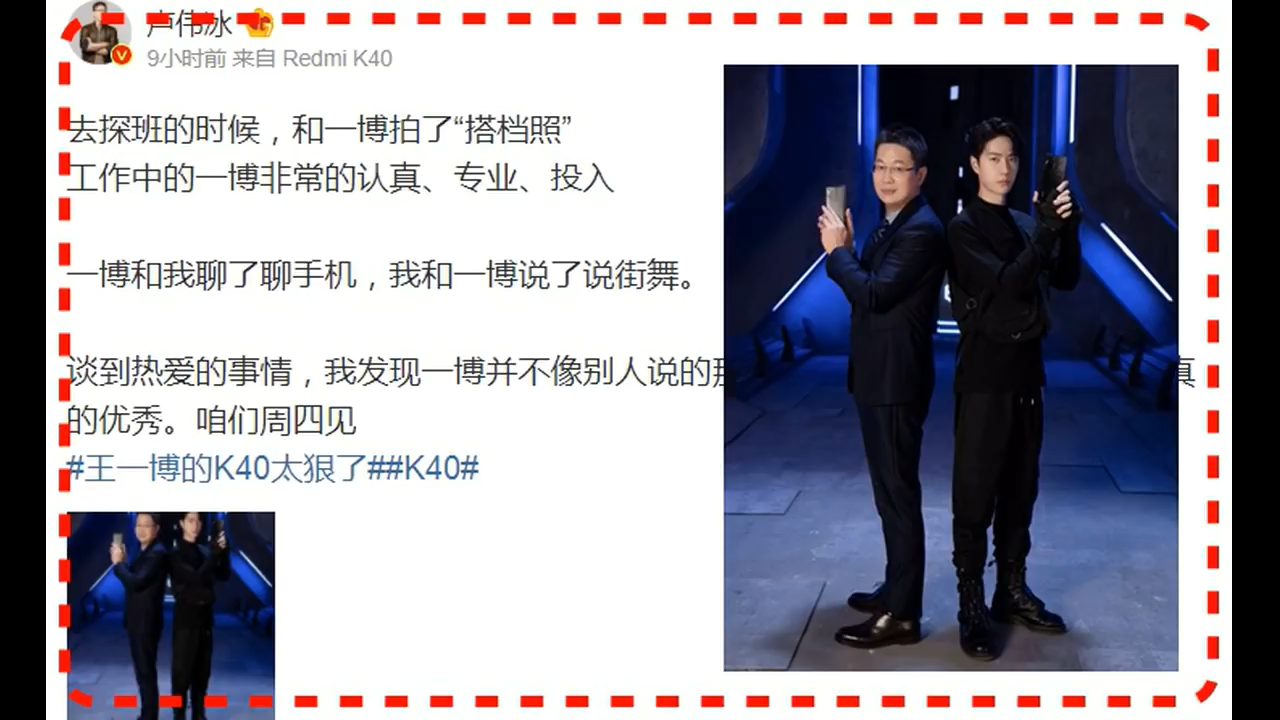 卢伟冰
9小时前 来自 Redmi K40
去探班的时候，和一博拍了“搭档照”
工作中的一博非常的认真、专业、投入
一博和我聊了聊手机，我和一博说了说街舞。
谈到热爱的事情，我发现一博并不像别人说的 真
的优秀。咱们周四见
#王一博的K40太狠了##K40#